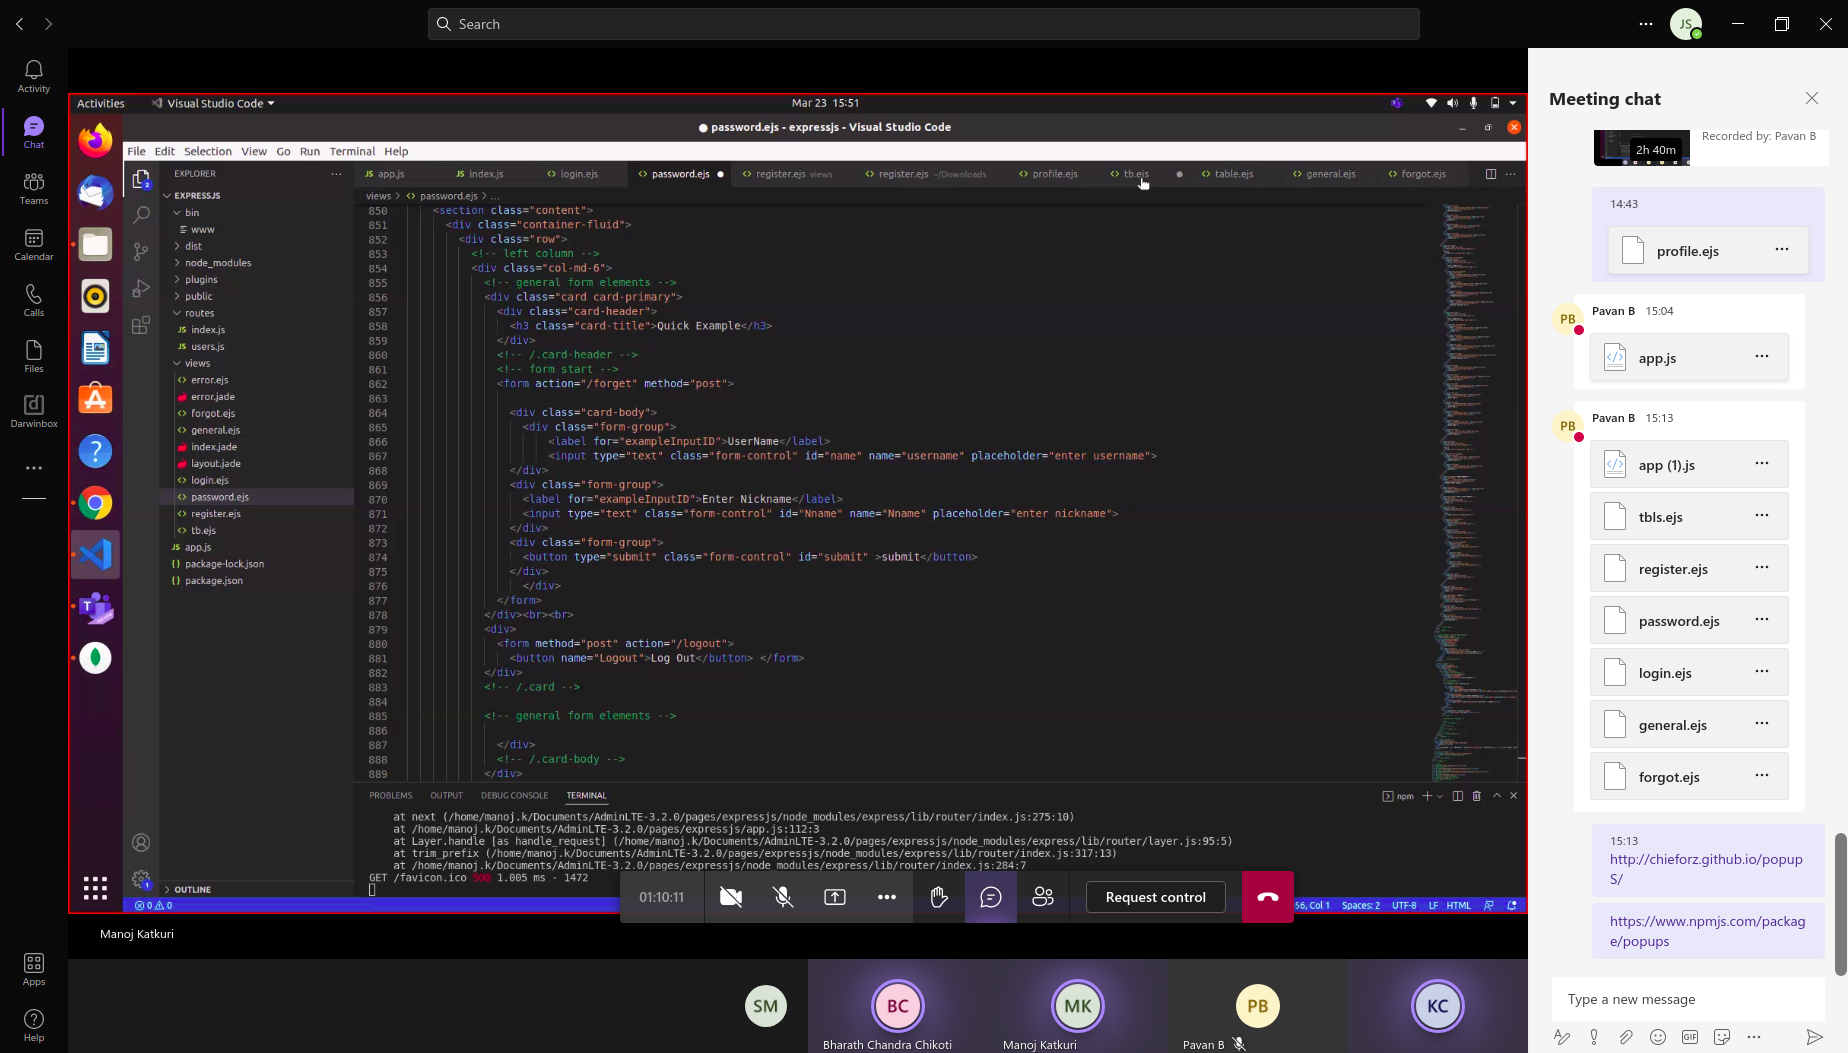 Search
JS
Activity
Chat
Teams
Calendar
Calls
Files
Darwinbox
Apps
Help
Activities
Visual Studio Code
Mar 23 15:51
password.ejs - expressjs - Visual Studio Code
File Edit Selection View Go Run Terminal Help
EXPLORER
EXPRESSJS
bin
www
dist
node_modules
plugins
public
routes
index.js
users.js
views
error.ejs
error.jade
forgot.ejs
general.ejs
index.jade
layout.jade
login.ejs
password.ejs
register.ejs
tb.ejs
app.js
package-lock.json
package.json
OUTLINE
app.js index.js login.ejs password.ejs register.ejs views register.ejs ~/Downloads profile.ejs tb.ejs table.ejs general.ejs forgot.ejs
views > password.ejs > ...
850 <section class="content">
851 <div class="container-fluid">
852 <div class="row">
853 <!-- left column -->
854 <div class="col-md-6">
855 <!-- general form elements -->
856 <div class="card card-primary">
857 <div class="card-header">
858 <h3 class="card-title">Quick Example</h3>
859 </div>
860 <!-- /.card-header -->
861 <!-- form start -->
862 <form action="/forget" method="post">
863
864 <div class="card-body">
865 <div class="form-group">
866 <label for="exampleInputID">UserName</label>
867 <input type="text" class="form-control" id="name" name="username" placeholder="enter username">
868 </div>
869 <div class="form-group">
870 <label for="exampleInputID">Enter Nickname</label>
871 <input type="text" class="form-control" id="Nname" name="Nname" placeholder="enter nickname">
872 </div>
873 <div class="form-group">
874 <button type="submit" class="form-control" id="submit" >submit</button>
875 </div>
876 </div>
877 </form>
878 </div><br><br>
879 <div>
880 <form method="post" action="/logout">
881 <button name="Logout">Log Out</button> </form>
882 </div>
883 <!-- /.card -->
884
885 <!-- general form elements -->
886
887 </div>
888 <!-- /.card-body -->
889 </div>
PROBLEMS OUTPUT DEBUG CONSOLE TERMINAL
npm
at next (/home/manoj.k/Documents/AdminLTE-3.2.0/pages/expressjs/node_modules/express/lib/router/index.js:275:10)
at /home/manoj.k/Documents/AdminLTE-3.2.0/pages/expressjs/app.js:112:3
at Layer.handle [as handle_request] (/home/manoj.k/Documents/AdminLTE-3.2.0/pages/expressjs/node_modules/express/lib/router/layer.js:95:5)
at trim_prefix (/home/manoj.k/Documents/AdminLTE-3.2.0/pages/expressjs/node_modules/express/lib/router/index.js:317:13)
at /home/manoj.k/Documents/AdminLTE-3.2.0/pages/expressjs/node_modules/express/lib/router/index.js:284:7
GET /favicon.ico 500 1.005 ms - 1472
0 0
956, Col 1 Spaces: 2 UTF-8 LF HTML
01:10:11
Request control
Manoj Katkuri
SM
BC
Bharath Chandra Chikoti
MK
Manoj Katkuri
PB
Pavan B
KC
Meeting chat
Recorded by: Pavan B
2h 40m
14:43
profile.ejs
PB
Pavan B 15:04
app.js
PB
Pavan B 15:13
app (1).js
tbls.ejs
register.ejs
password.ejs
login.ejs
general.ejs
forgot.ejs
15:13
http://chieforz.github.io/popup
S/
https://www.npmjs.com/packag
e/popups
Type a new message
GIF